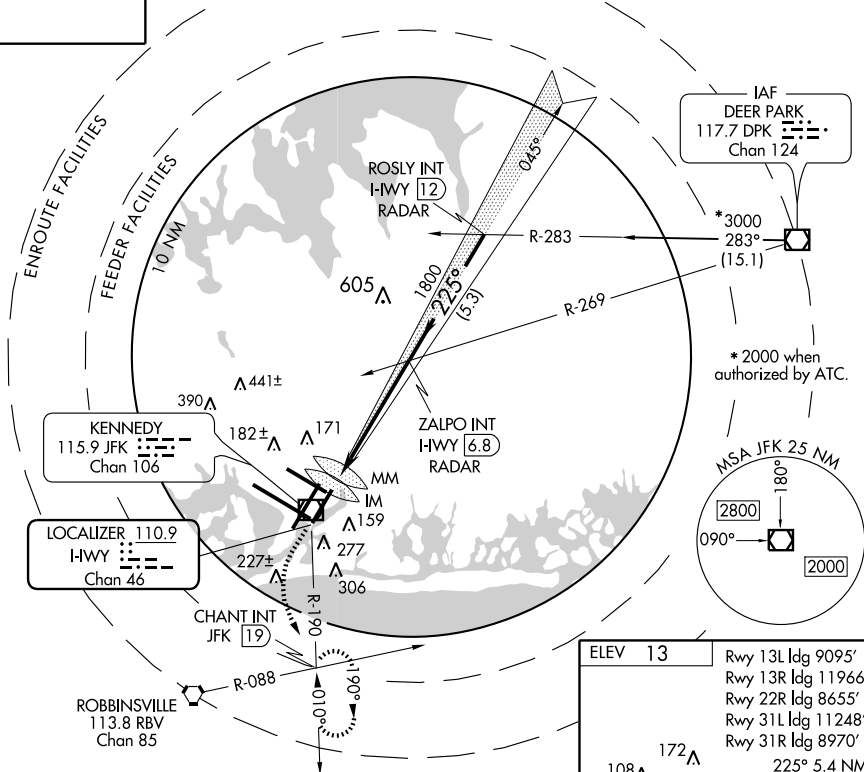 ENROUTE FACILITIES
FEEDER FACILITIES
10 NM
IAF
DEER PARK
117.7 DPK
Chan 124
ROSLY INT
I-IWY 12
RADAR
045°
*3000
283°
(15.1)
R-283
605
1800
225°
(5.3)
R-269
* 2000 when
authorized by ATC.
441±
390
KENNEDY
115.9 JFK
Chan 106
182±
171
ZALPO INT
I-IWY 6.8
RADAR
MM
IM
MSA JFK 25 NM
180°
2800
090°
2000
LOCALIZER 110.9
I-IWY
Chan 46
159
277
227±
306
CHANT INT
JFK 19
R-190
R-088
190°
010°
ROBBINSVILLE
113.8 RBV
Chan 85
ELEV 13
Rwy 13L ldg 9095'
Rwy 13R ldg 11966
Rwy 22R ldg 8655'
Rwy 31L ldg 11248'
Rwy 31R ldg 8970'
172
225° 5.4 NM
108